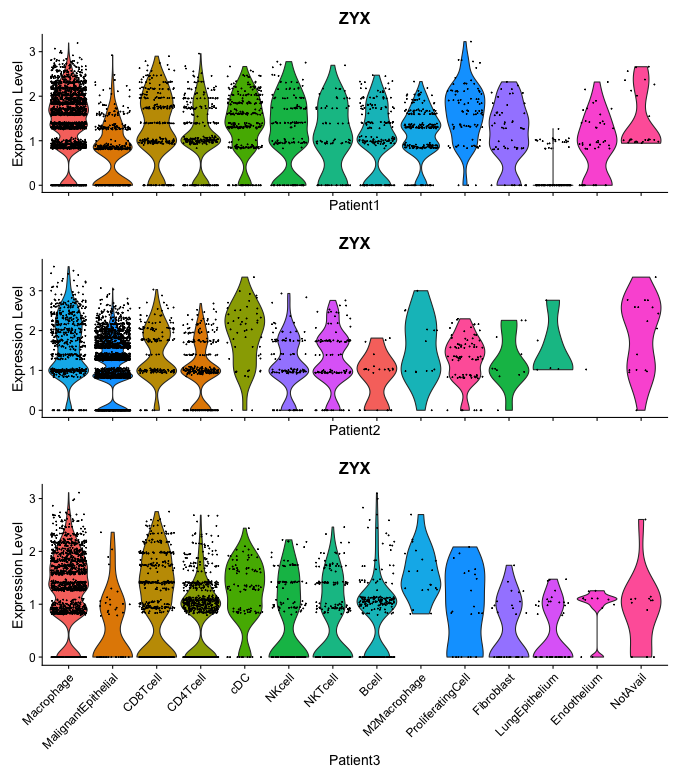 ZYX
Expression Level
3
2
1
0
Patient1
ZYX
Expression Level
3
2
1
0
Patient2
ZYX
Expression Level
3
2
1
0
Macrophage
MalignantEpithelial
CD8Tcell
CD4Tcell
cDC
NKcell
NKTcell
Bcell
M2Macrophage
ProliferatingCell
Fibroblast
LungEpithelium
Endothelium
NotAvail
Patient3